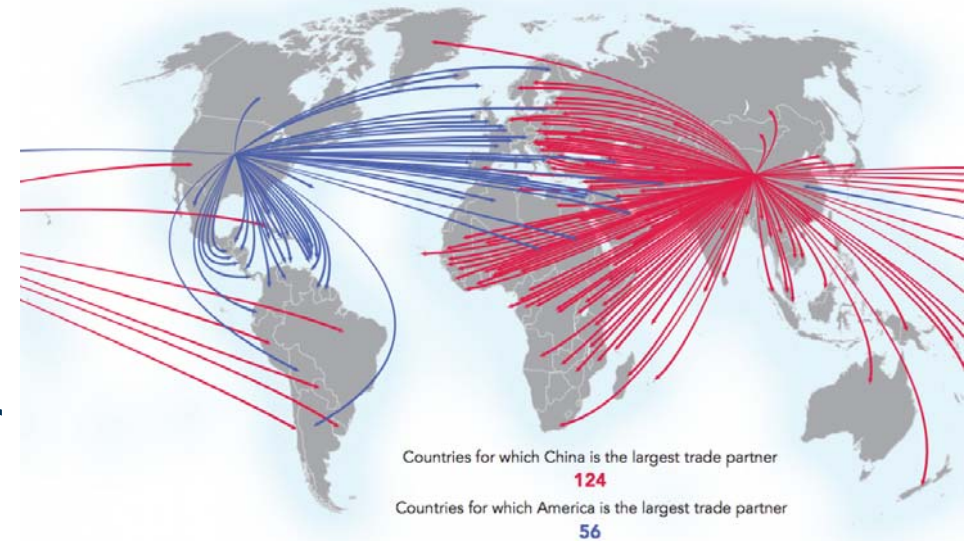 Countries for which China is the largest trade partner
124
Countries for which America is the largest trade partner
56